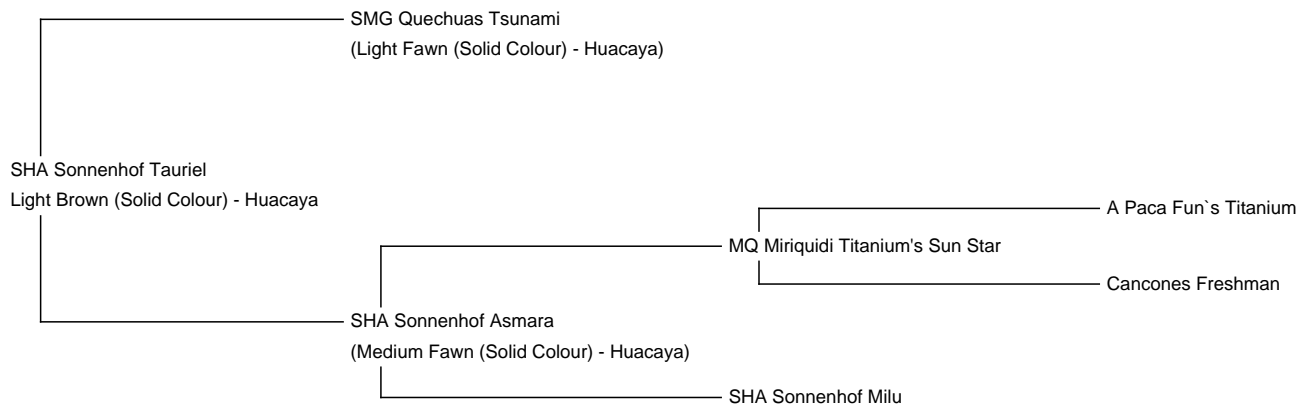 SMG Quechuas Tsunami
(Light Fawn (Solid Colour) - Huacaya)
SHA Sonnenhof Tauriel
Light Brown (Solid Colour) - Huacaya
A Paca Fun`s Titanium
MQ Miriquidi Titanium's Sun Star
Cancones Freshman
SHA Sonnenhof Asmara
(Medium Fawn (Solid Colour) - Huacaya)
SHA Sonnenhof Milu